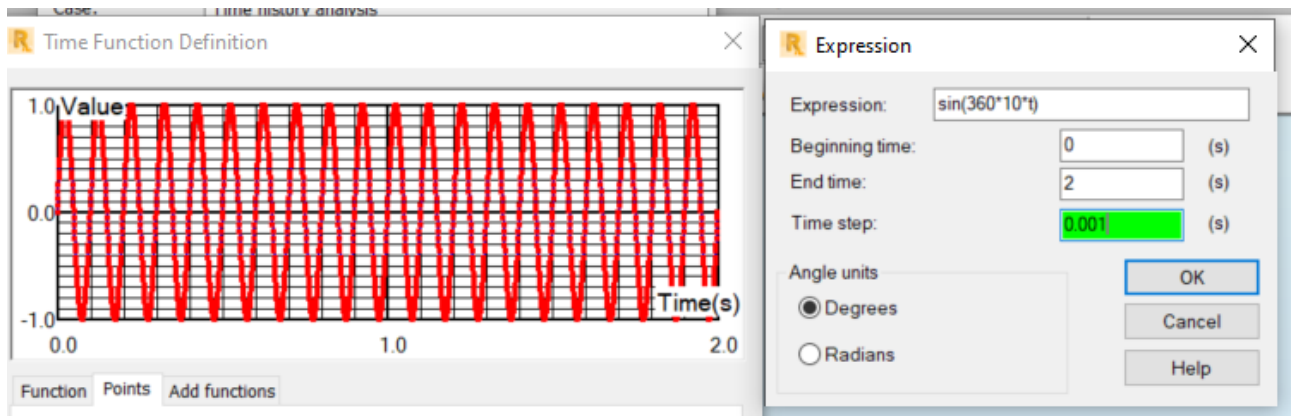 Case:
Time history analysis
R Time Function Definition
1.0 Value
0.0
-1.0
Time(s)
0.0 1.0 2.0
Function Points Add functions
R Expression
Expression: sin(360*10*t)
Beginning time: 0 (s)
End time: 2 (s)
Time step: 0.001 (s)
Angle units
Degrees
Radians
OK
Cancel
Help